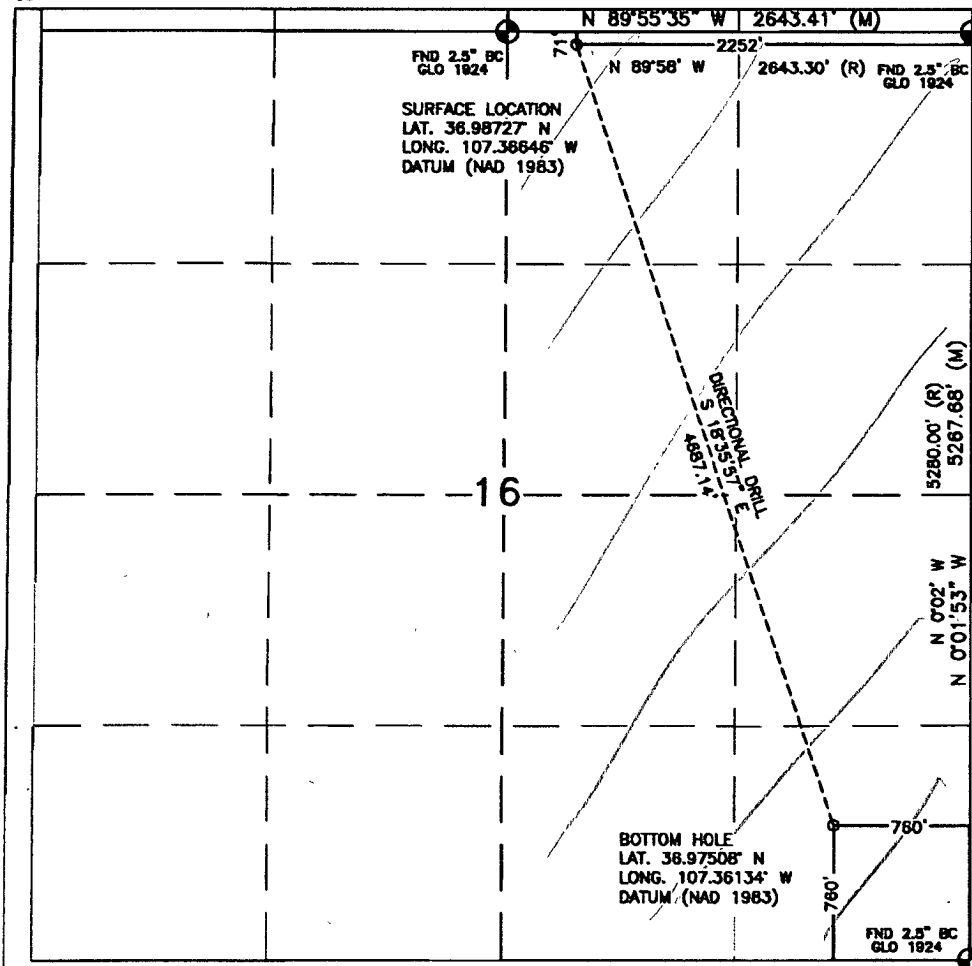 N 89°55'35" W 2643.41' (M)
71'
2252'
FND 2.5" BC
GLO 1924
N 89°58' W 2643.30' (R)
FND 2.5" BC
GLO 1924
SURFACE LOCATION
LAT. 36.98727° N
LONG. 107.36646° W
DATUM (NAD 1983)
DIRECTIONAL DRILL
S 18°35'57" E
4687.14'
5280.00' (R)
5267.68' (M)
16
N 0°02' W
N 0°01'53" W
BOTTOM HOLE
LAT. 36.97508° N
LONG. 107.36134° W
DATUM (NAD 1983)
760'
760'
FND 2.5" BC
GLO 1924